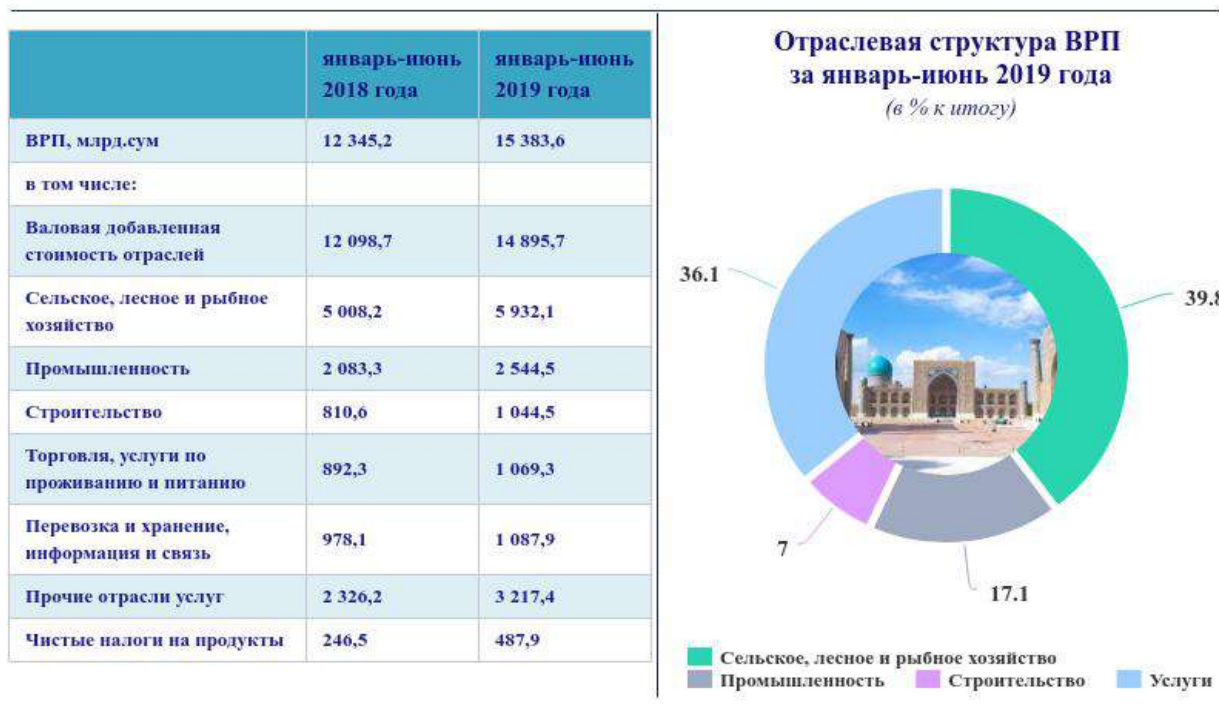 январь-июнь
2018 года
январь-июнь
2019 года
ВРП, млрд.сум
12 345,2
15 383,6
в том числе:
Валовая добавленная
стоимость отраслей
12 098,7
14 895,7
Сельское, лесное и рыбное
хозяйство
5 008,2
5 932,1
Промышленность
2 083,3
2 544,5
Строительство
810,6
1 044,5
Торговля, услуги по
проживанию и питанию
892,3
1 069,3
Перевозка и хранение,
информация и связь
978,1
1 087,9
Прочие отрасли услуг
2 326,2
3 217,4
Чистые налоги на продукты
246,5
487,9
Отраслевая структура ВРП
за январь-июнь 2019 года
(в % к итогу)
36.1
39.8
7
17.1
Сельское, лесное и рыбное хозяйство
Промышленность
Строительство
Услуги